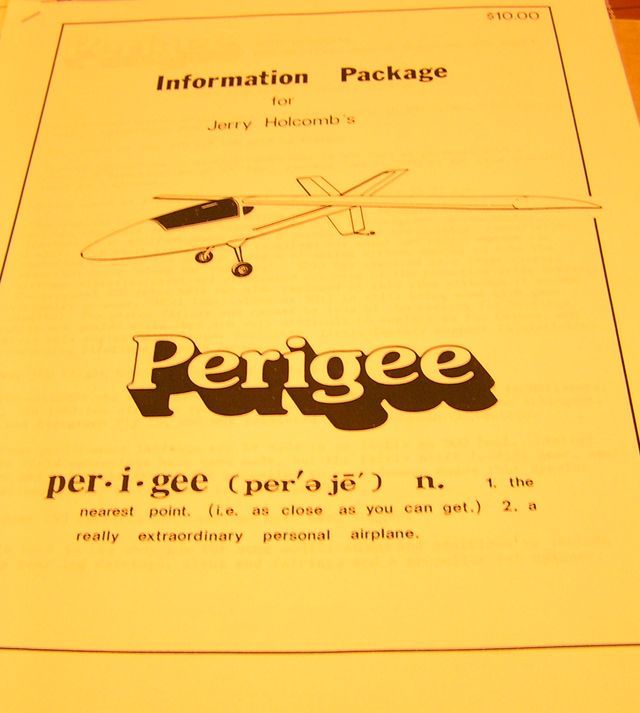 $10.00
Information Package
for
Jerry Holcomb's
Perigee
per·i·gee (per′ə jē′) n. 1. the
nearest point. (i.e. as close as you can get.) 2. a
really extraordinary personal airplane.